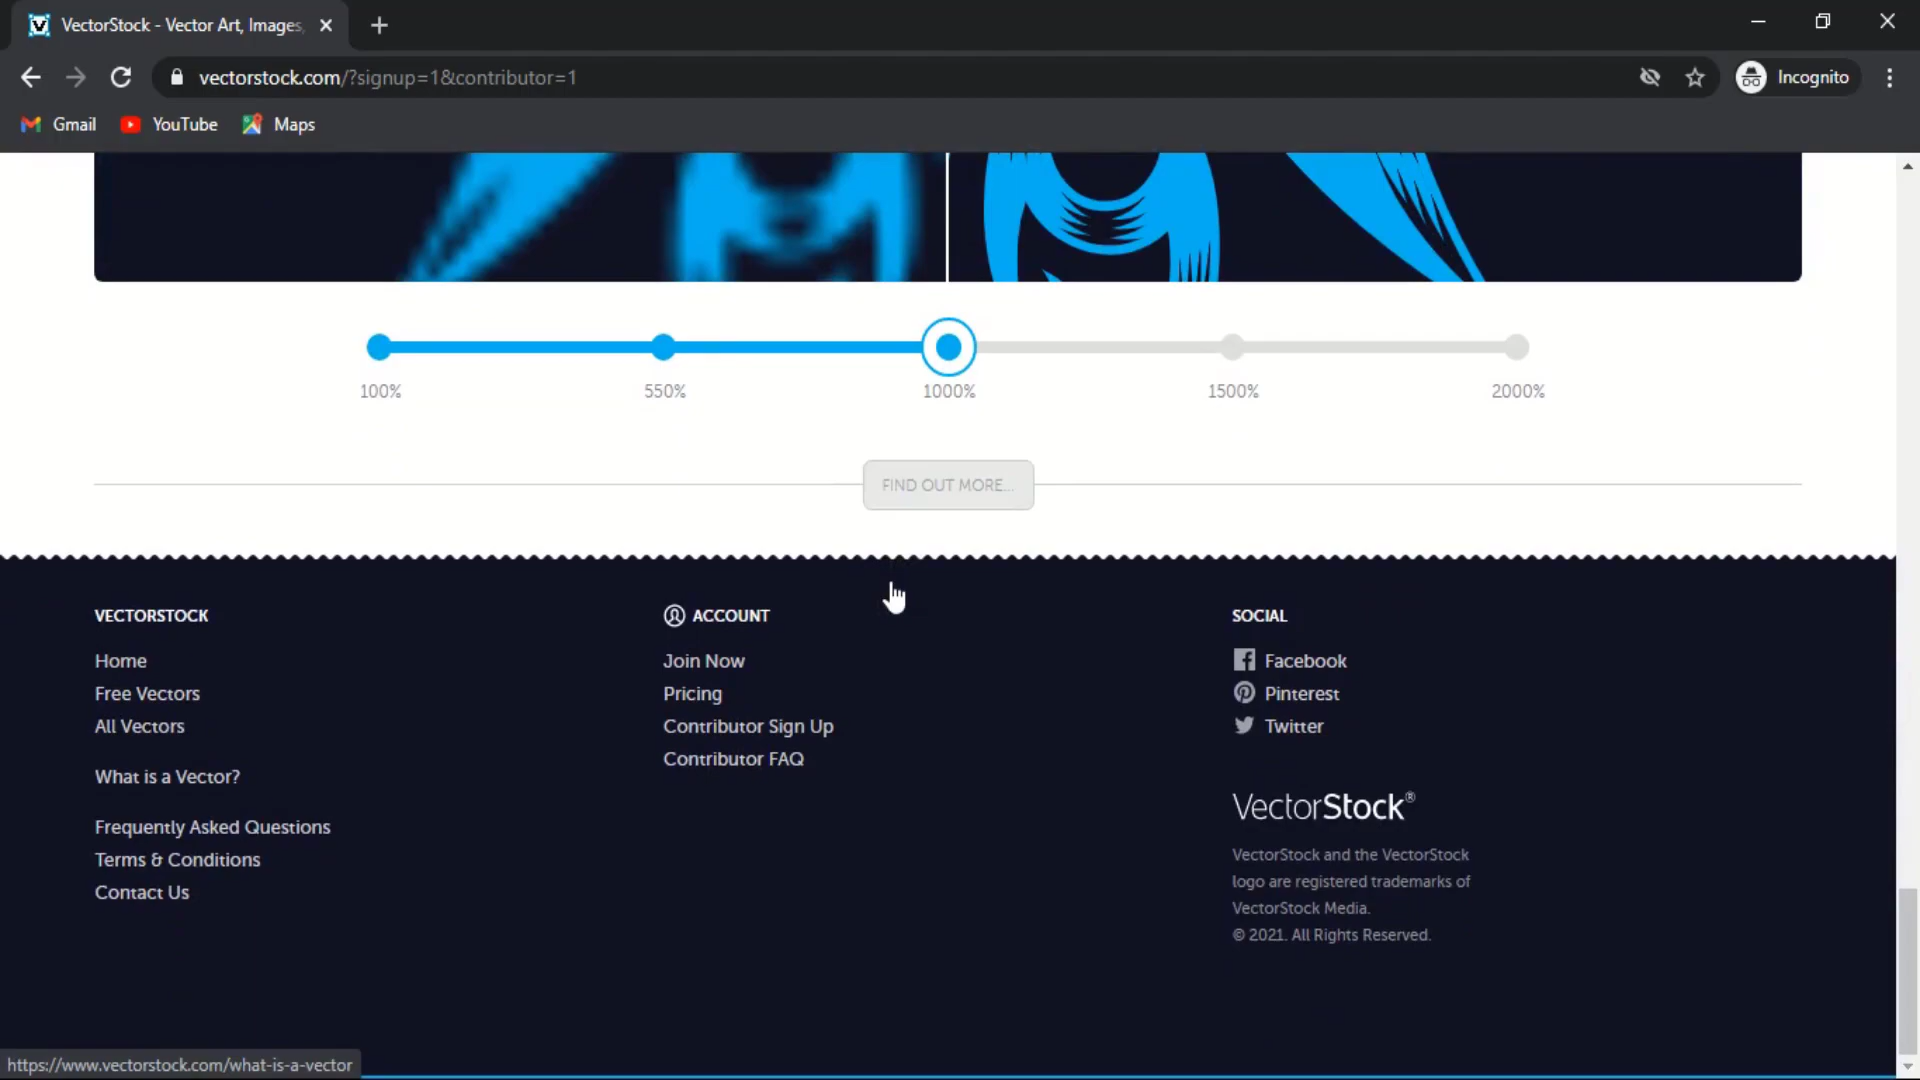 VectorStock - Vector Art, Images,
vectorstock.com/?signup=1&contributor=1
Incognito
Gmail
YouTube
Maps
100%
550%
1000%
1500%
2000%
FIND OUT MORE...
VECTORSTOCK
Home
Free Vectors
All Vectors
What is a Vector?
Frequently Asked Questions
Terms & Conditions
Contact Us
ACCOUNT
Join Now
Pricing
Contributor Sign Up
Contributor FAQ
SOCIAL
Facebook
Pinterest
Twitter
VectorStock®
VectorStock and the VectorStock
logo are registered trademarks of
VectorStock Media.
© 2021. All Rights Reserved.
https://www.vectorstock.com/what-is-a-vector